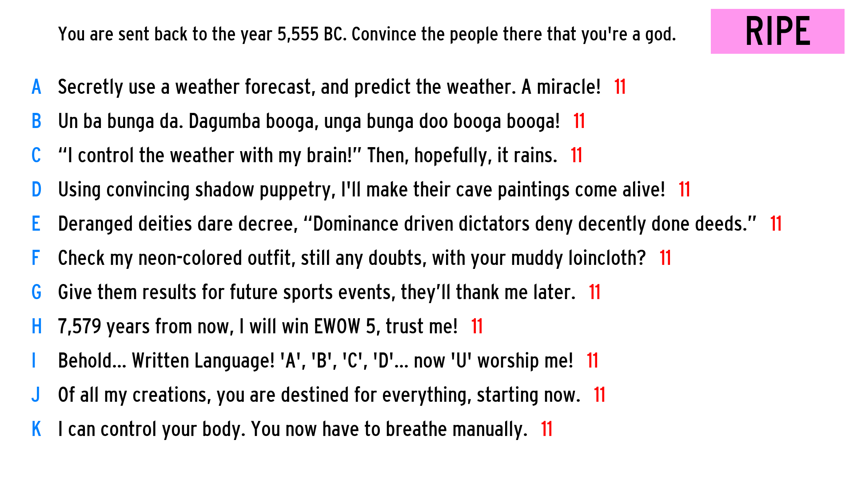 You are sent back to the year 5,555 BC. Convince the people there that you're a god.
RIPE
A Secretly use a weather forecast, and predict the weather. A miracle! 11
B Un ba bunga da. Dagumba booga, unga bunga doo booga booga! 11
C “I control the weather with my brain!” Then, hopefully, it rains. 11
D Using convincing shadow puppetry, I'll make their cave paintings come alive! 11
E Deranged deities dare decree, “Dominance driven dictators deny decently done deeds.” 11
F Check my neon-colored outfit, still any doubts, with your muddy loincloth? 11
G Give them results for future sports events, they’ll thank me later. 11
H 7,579 years from now, I will win EWOW 5, trust me! 11
I Behold... Written Language! 'A', 'B', 'C', 'D'... now 'U' worship me! 11
J Of all my creations, you are destined for everything, starting now. 11
K I can control your body. You now have to breathe manually. 11